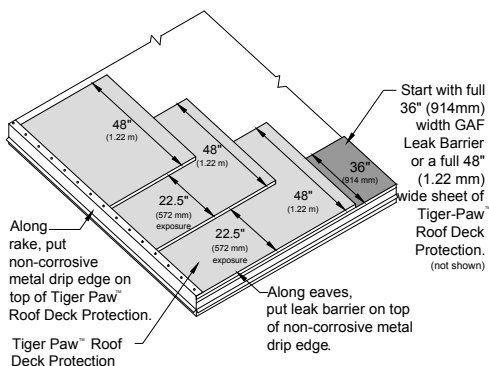 48"
(1.22 m)
48"
(1.22 m)
48"
(1.22 m)
36"
(914 mm)
22.5"
(572 mm)
exposure
22.5"
(572 mm)
exposure
Start with full
36" (914mm)
width GAF
Leak Barrier
or a full 48"
(1.22 mm)
wide sheet of
Tiger-Paw™
Roof Deck
Protection.
(not shown)
Along
rake, put
non-corrosive
metal drip edge on
top of Tiger Paw™
Roof Deck Protection.
Tiger Paw™ Roof
Deck Protection
Along eaves,
put leak barrier on top
of non-corrosive metal
drip edge.